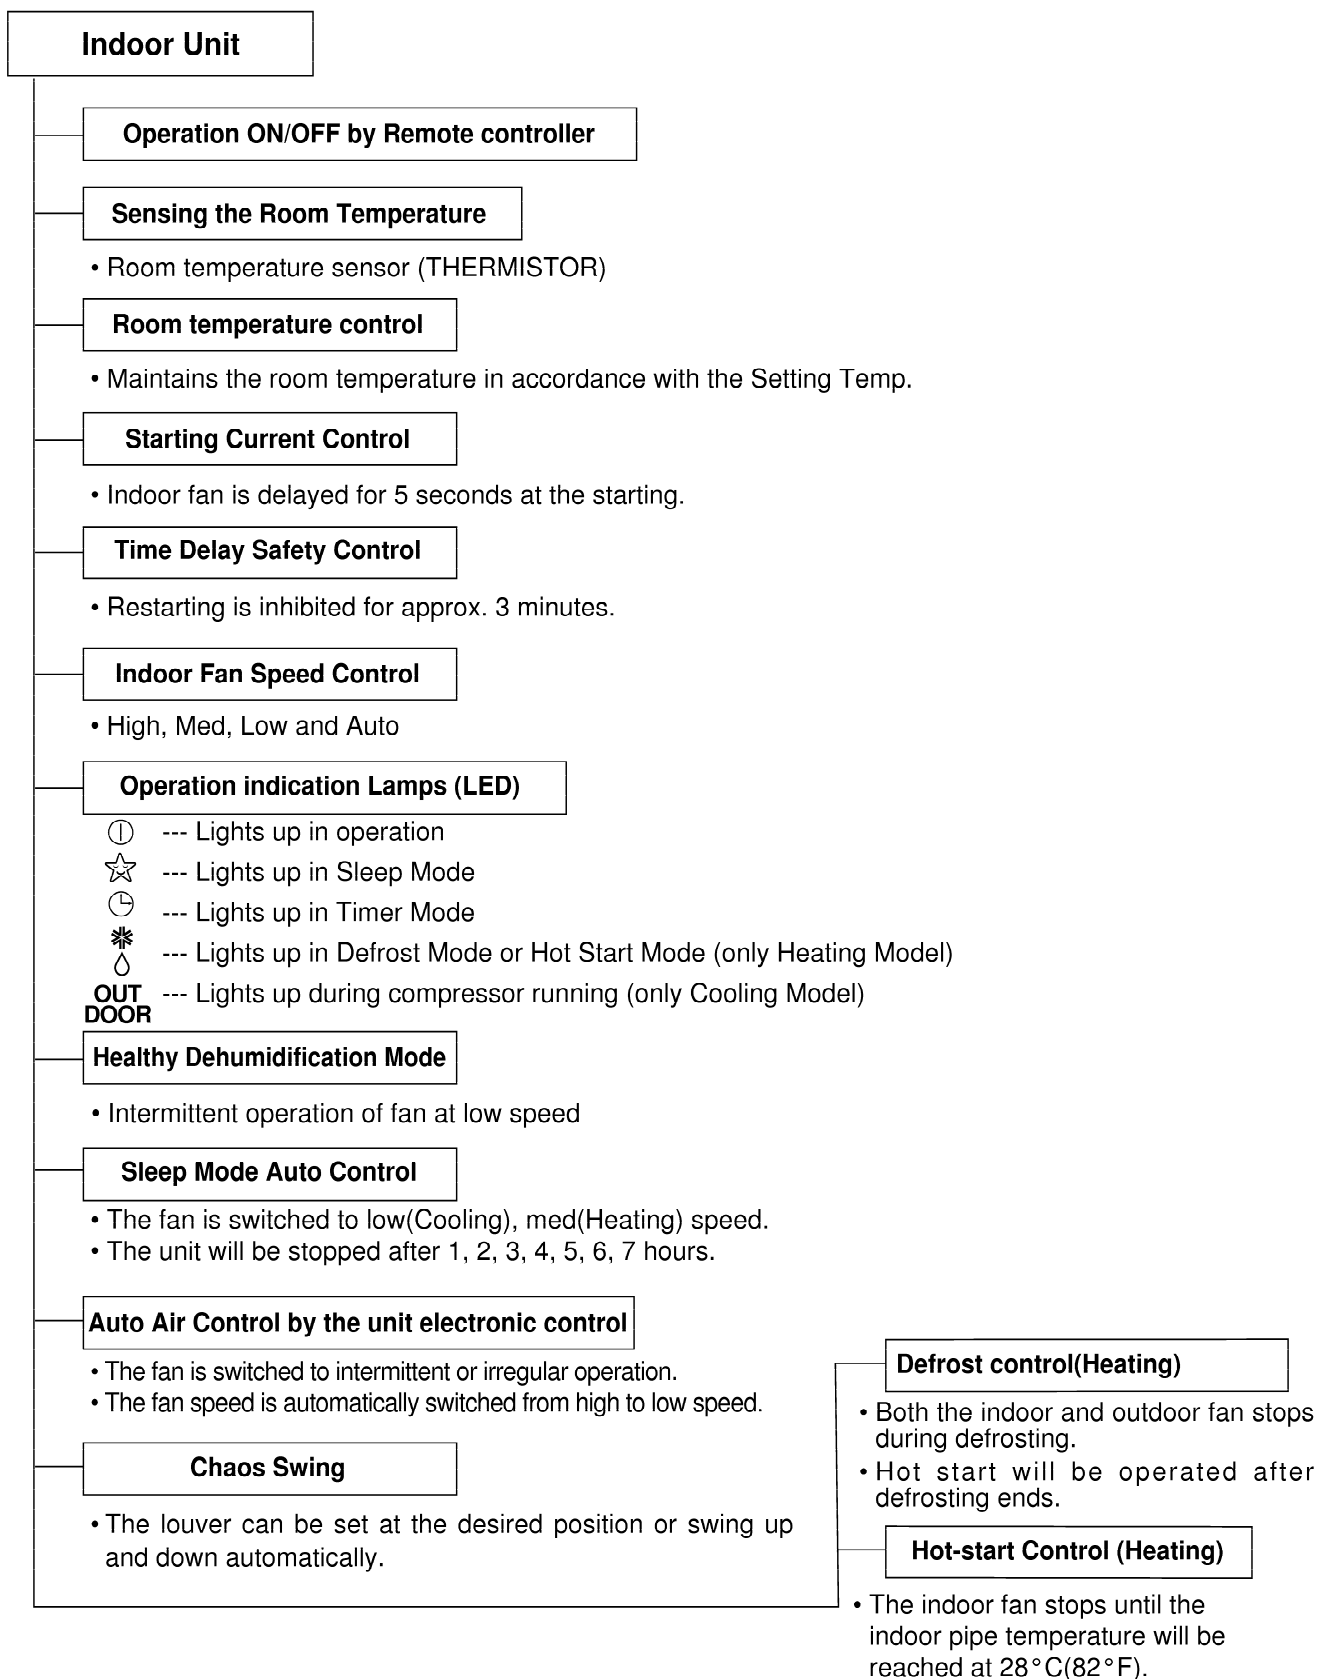 Indoor Unit
Operation ON/OFF by Remote controller
Sensing the Room Temperature
• Room temperature sensor (THERMISTOR)
Room temperature control
• Maintains the room temperature in accordance with the Setting Temp.
Starting Current Control
• Indoor fan is delayed for 5 seconds at the starting.
Time Delay Safety Control
• Restarting is inhibited for approx. 3 minutes.
Indoor Fan Speed Control
• High, Med, Low and Auto
Operation indication Lamps (LED)
--- Lights up in operation
--- Lights up in Sleep Mode
--- Lights up in Timer Mode
--- Lights up in Defrost Mode or Hot Start Mode (only Heating Model)
OUT --- Lights up during compressor running (only Cooling Model)
DOOR
Healthy Dehumidification Mode
• Intermittent operation of fan at low speed
Sleep Mode Auto Control
• The fan is switched to low(Cooling), med(Heating) speed.
• The unit will be stopped after 1, 2, 3, 4, 5, 6, 7 hours.
Auto Air Control by the unit electronic control
• The fan is switched to intermittent or irregular operation.
• The fan speed is automatically switched from high to low speed.
Chaos Swing
• The louver can be set at the desired position or swing up
and down automatically.
Defrost control(Heating)
• Both the indoor and outdoor fan stops
during defrosting.
• Hot start will be operated after
defrosting ends.
Hot-start Control (Heating)
• The indoor fan stops until the
indoor pipe temperature will be
reached at 28°C(82°F).